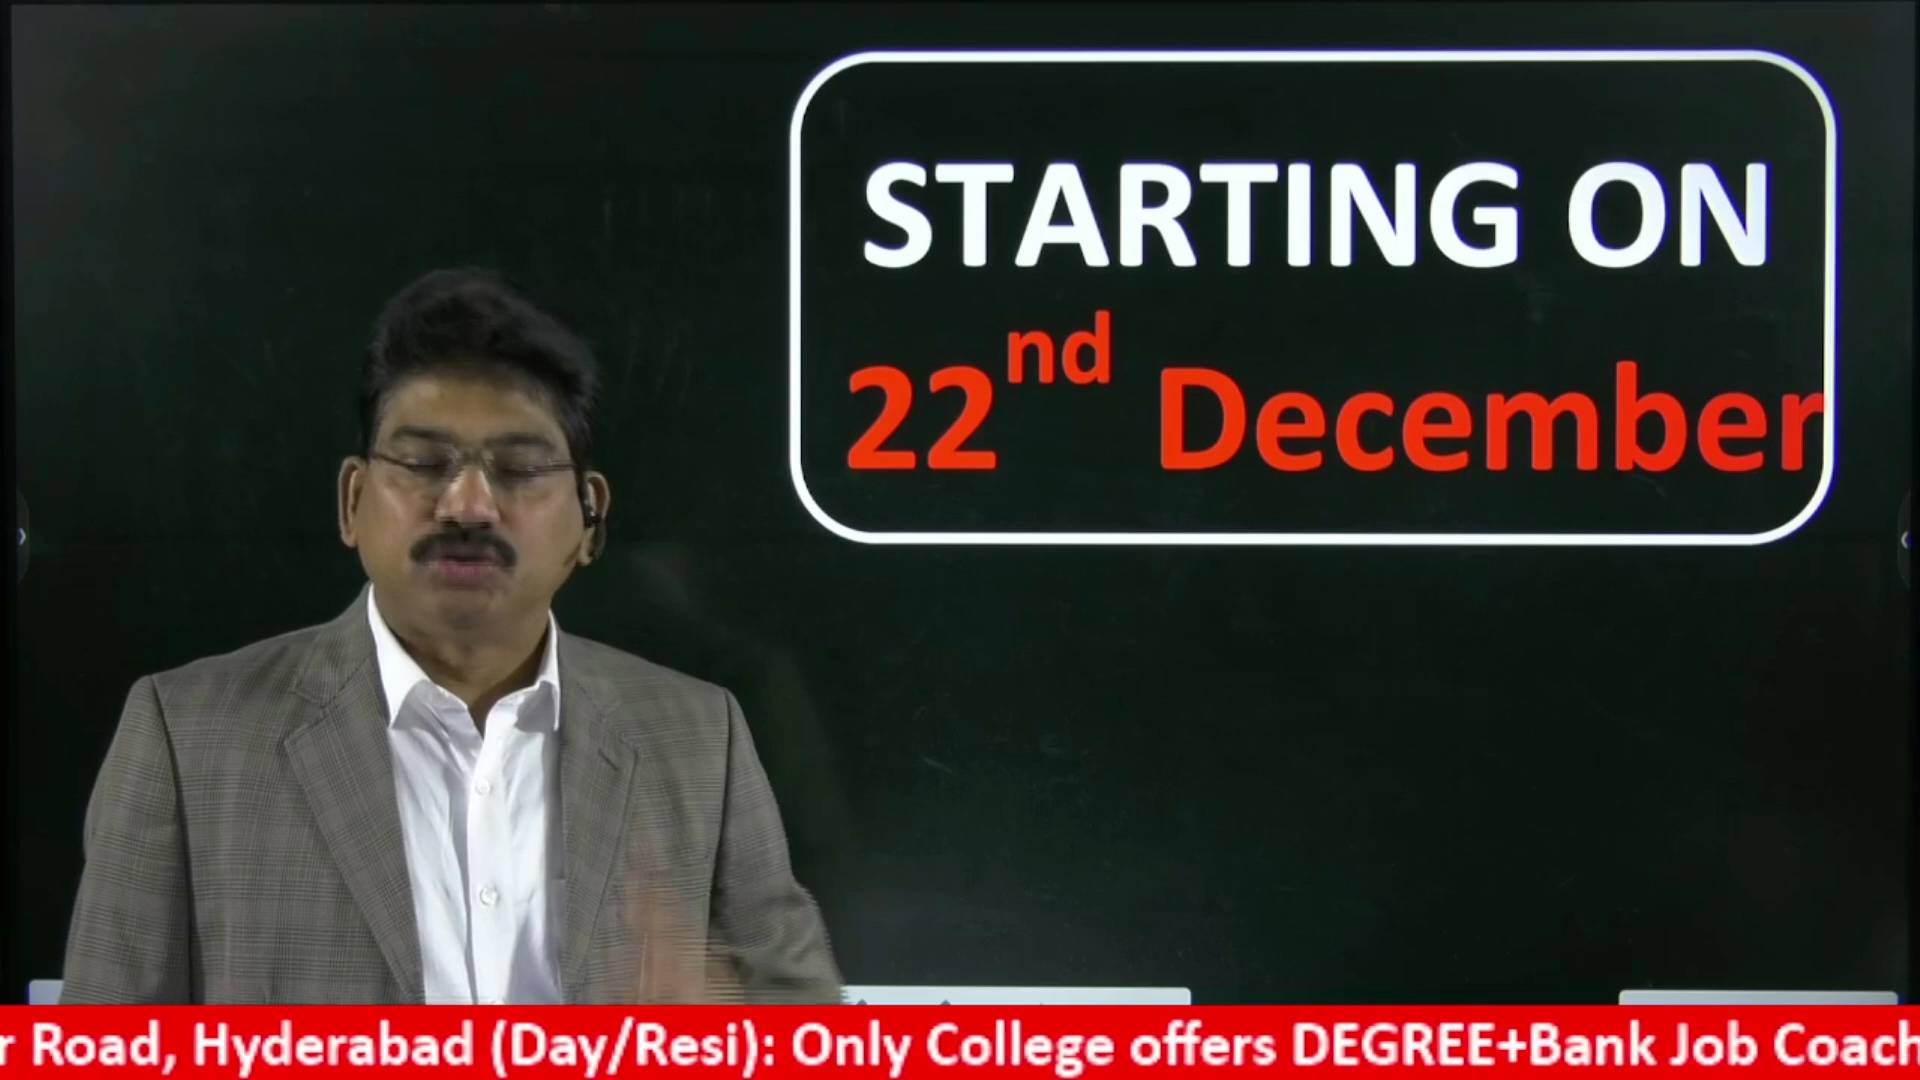 STARTING ON
22nd December
r Road, Hyderabad (Day/Resi): Only College offers DEGREE+Bank Job Coach